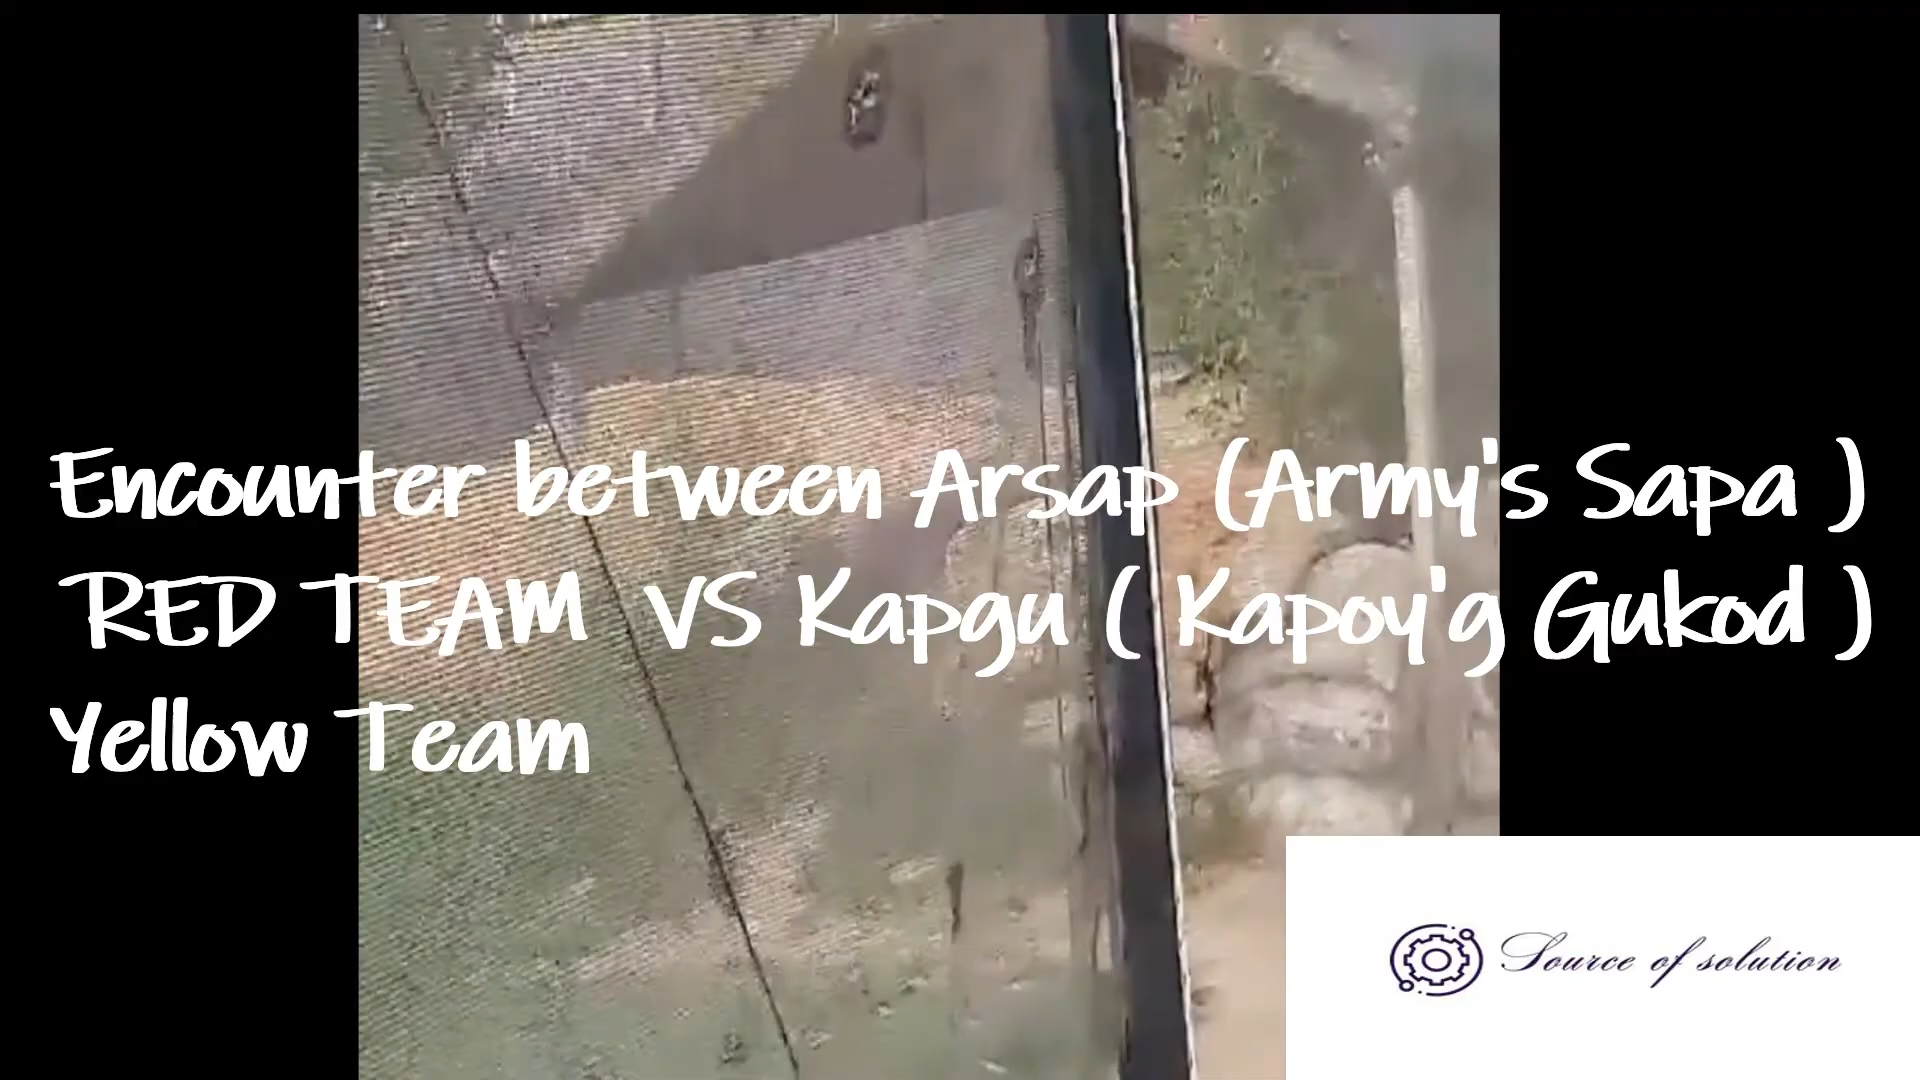 Encounter between Arsap (Army's Sapa )
RED TEAM VS Kapgu ( Kapoy'g Gukod )
Yellow Team
Source of solution